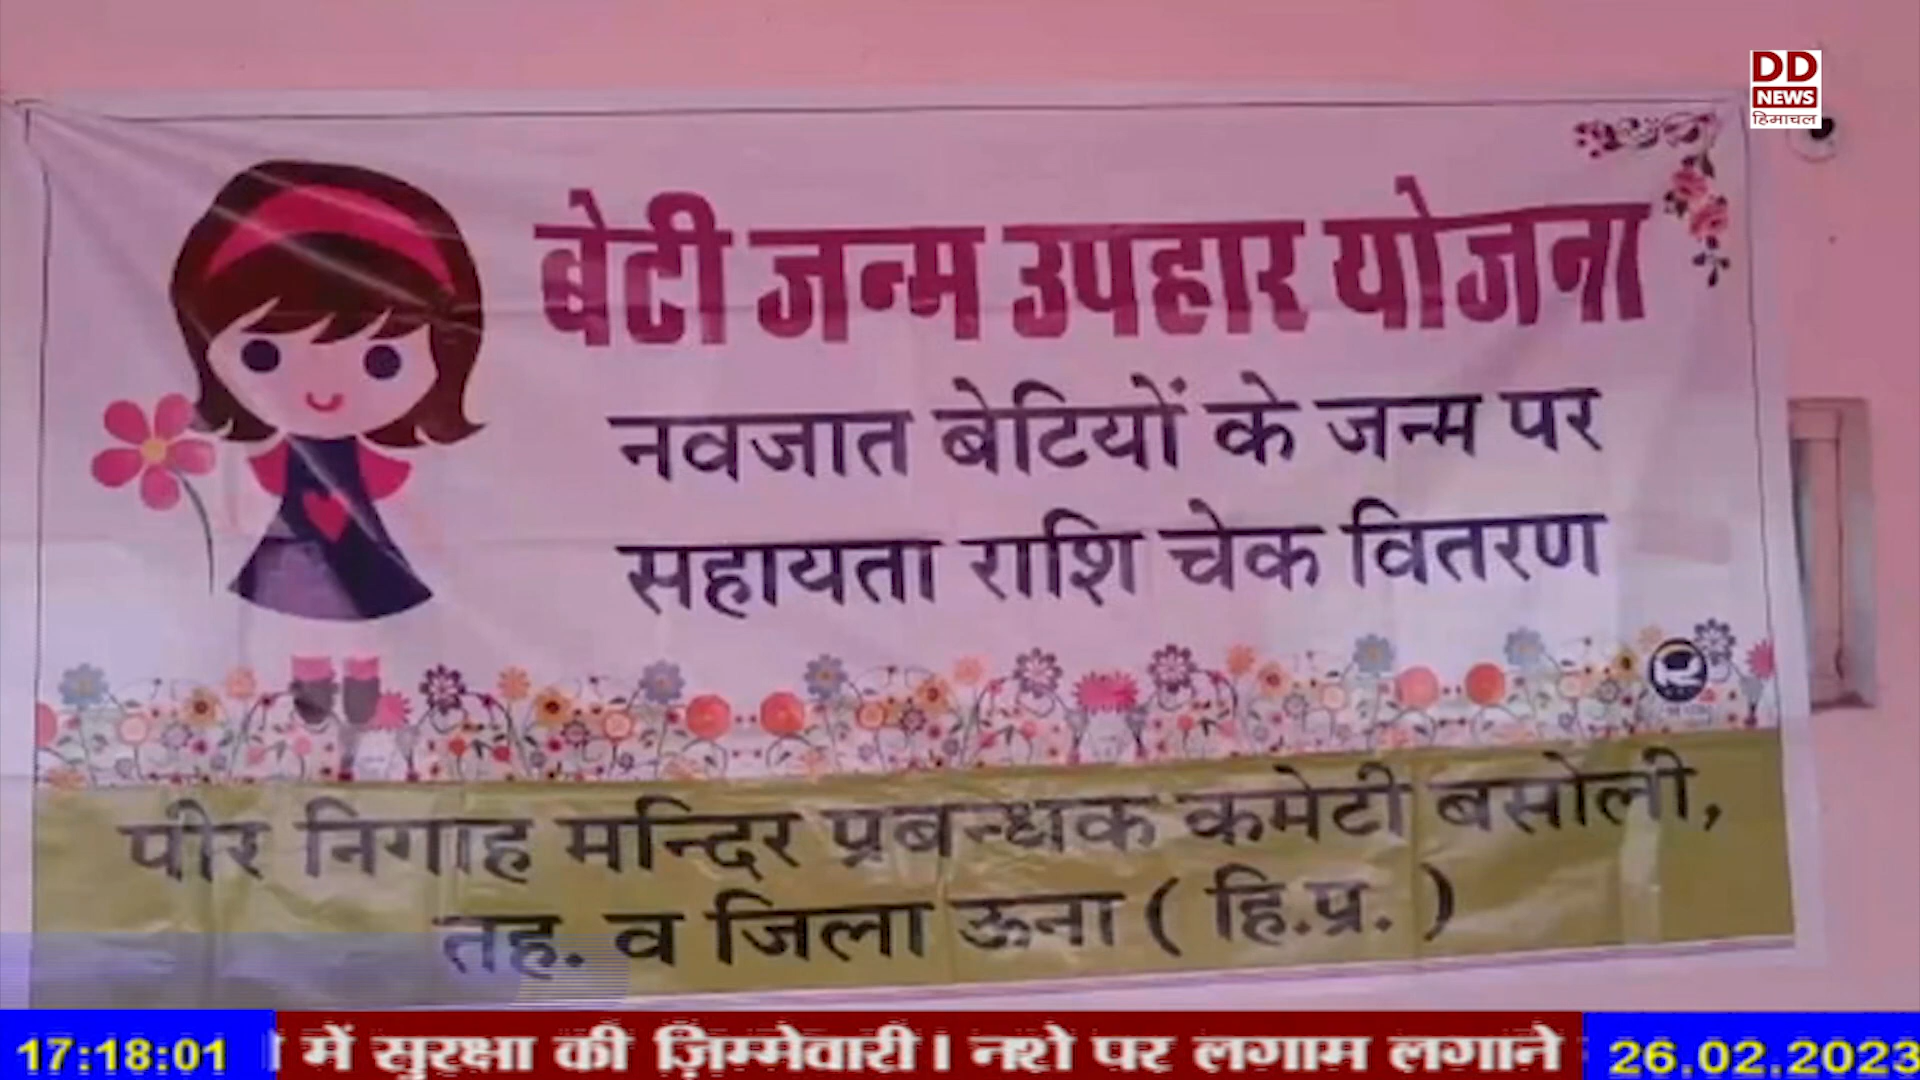 DD
NEWS
हिमाचल
बेटी जन्म उपहार योजना
नवजात बेटियों के जन्म पर
सहायता राशि चेक वितरण
पीर निगाह मन्दिर प्रबन्धक कमेटी बसोली,
तह. व जिला ऊना ( हि.प्र. )
17:18:01
में सुरक्षा की ज़िम्मेवारी। नशे पर लगाम लगाने
26.02.2023